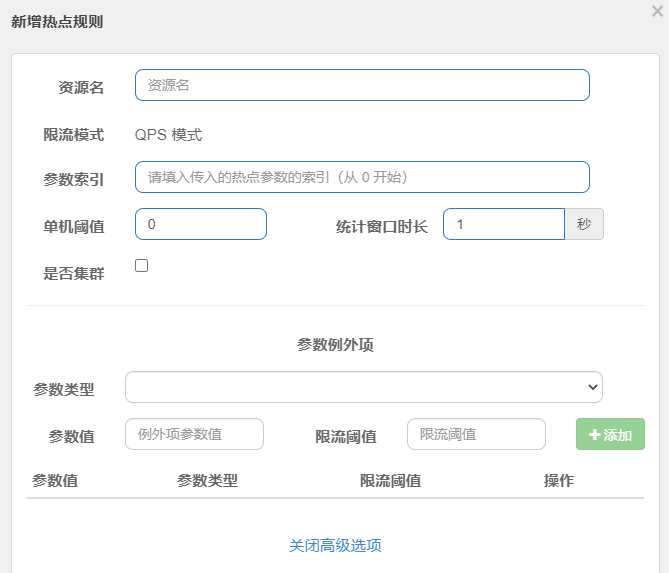 新增热点规则
×
资源名 资源名
限流模式 QPS 模式
参数索引 请填入传入的热点参数的索引（从 0 开始）
单机阈值 0 统计窗口时长 1 秒
是否集群
参数例外项
参数类型
参数值 例外项参数值 限流阈值 限流阈值 +添加
参数值 参数类型 限流阈值 操作
关闭高级选项